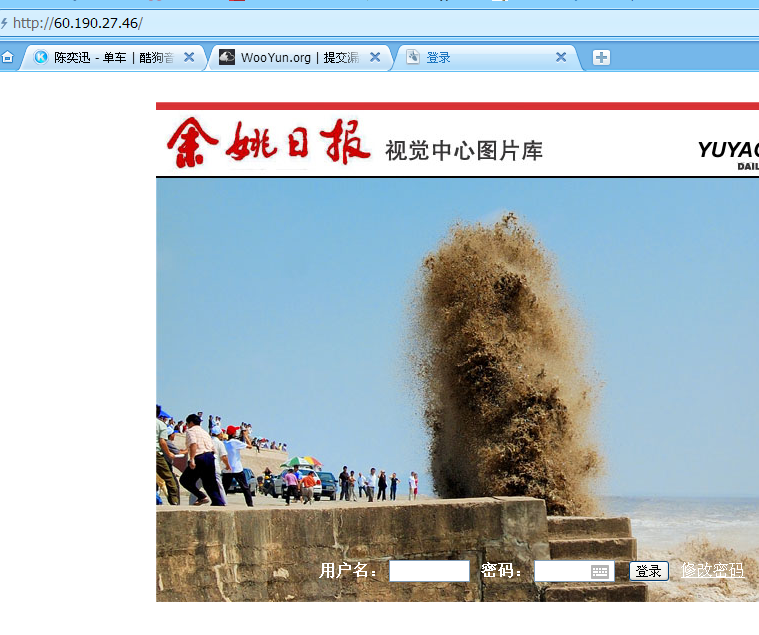 http://60.190.27.46/
陈奕迅 - 单车 | 酷狗音
WooYun.org | 提交漏
登录
余姚日报 视觉中心图片库
YUYAO
DAIL
用户名： 密码： 登录 修改密码